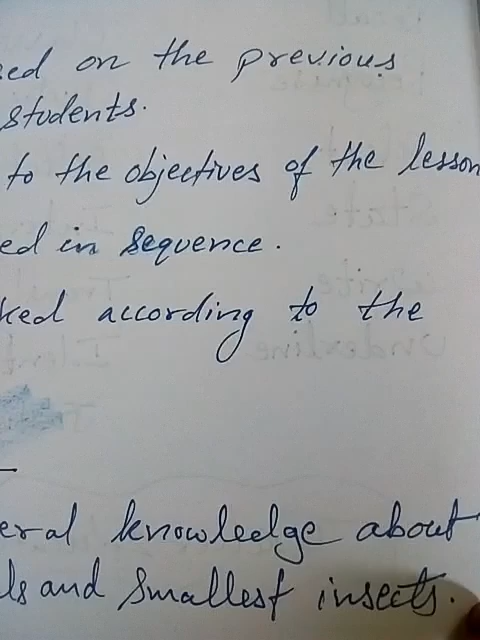 sed on the previous
students.
to the objectives of the lesson
ed in sequence.
ked according to the
eral knowledge about
ls and smallest insects.